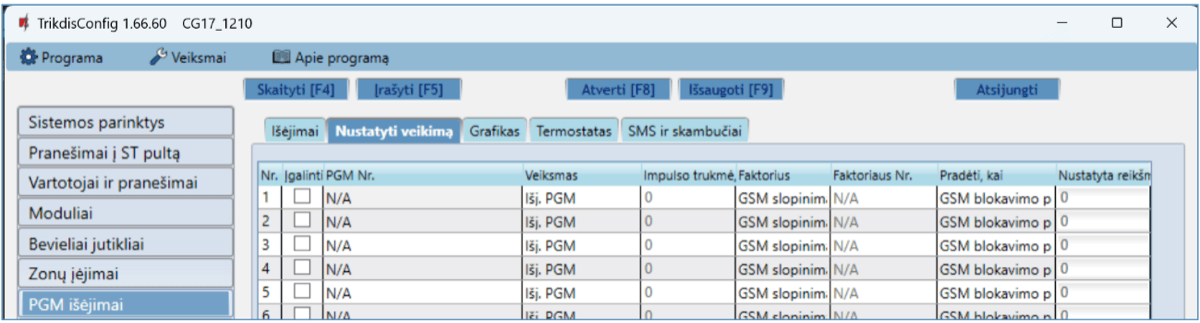 TrikdisConfig 1.66.60 CG17_1210
Programa Veiksmai Apie programą
Skaityti [F4] Įrašyti [F5] Atverti [F8] Išsaugoti [F9] Atsijungti
Sistemos parinktys
Pranešimai į ST pultą
Vartotojai ir pranešimai
Moduliai
Bevieliai jutikliai
Zonų įėjimai
PGM išėjimai
Išėjimai Nustatyti veikimą Grafikas Termostatas SMS ir skambučiai
Nr. Įgalinti PGM Nr. Veiksmas Impulso trukmė, Faktorius Faktoriaus Nr. Pradėti, kai Nustatyta reikšm
1 N/A Išj. PGM 0 GSM slopinim N/A GSM blokavimo p 0
2 N/A Išj. PGM 0 GSM slopinim N/A GSM blokavimo p 0
3 N/A Išj. PGM 0 GSM slopinim N/A GSM blokavimo p 0
4 N/A Išj. PGM 0 GSM slopinim N/A GSM blokavimo p 0
5 N/A Išj. PGM 0 GSM slopinim N/A GSM blokavimo p 0
6 N/A Išj. PGM 0 GSM slopinim N/A GSM blokavimo p 0